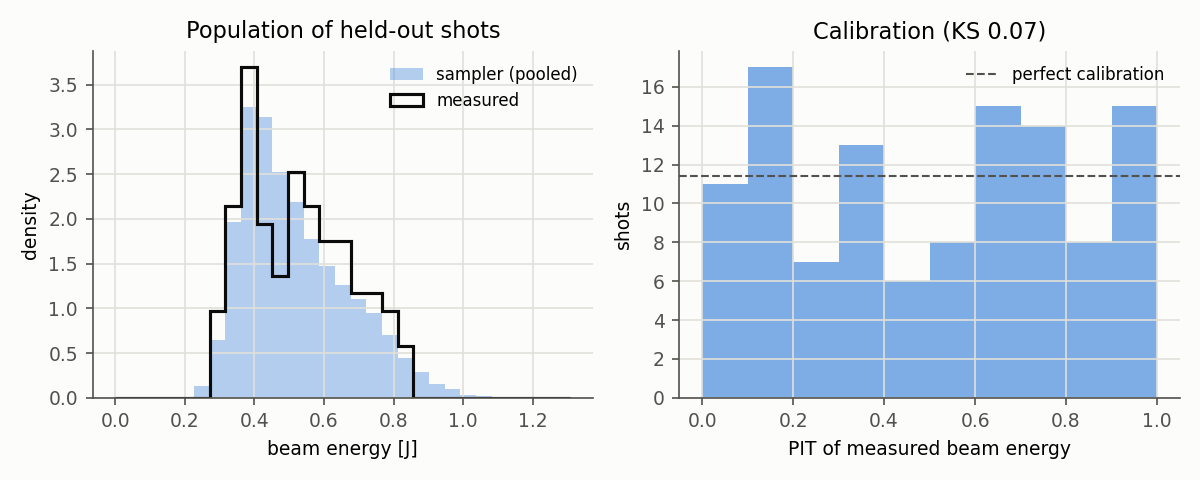 Population of held-out shots
sampler (pooled)
measured
density
3.5
3.0
2.5
2.0
1.5
1.0
0.5
0.0
0.0 0.2 0.4 0.6 0.8 1.0 1.2
beam energy [J]
Calibration (KS 0.07)
perfect calibration
shots
16
14
12
10
8
6
4
2
0
0.0 0.2 0.4 0.6 0.8 1.0
PIT of measured beam energy